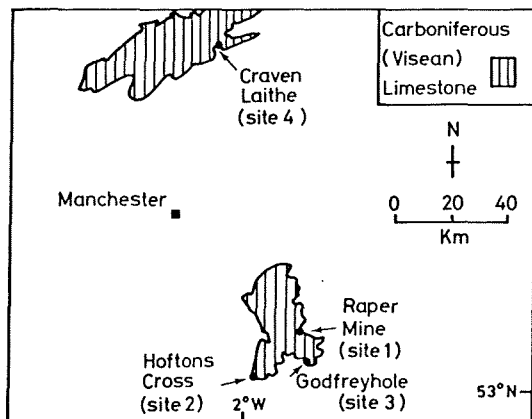 Carboniferous
(Visean)
Limestone
Craven
Laithe
(site 4)
N
0 20 40
Km
Manchester
Raper
Mine
(site 1)
Hoftons
Cross
(site 2)
Godfreyhole
(site 3)
2°W
53°N